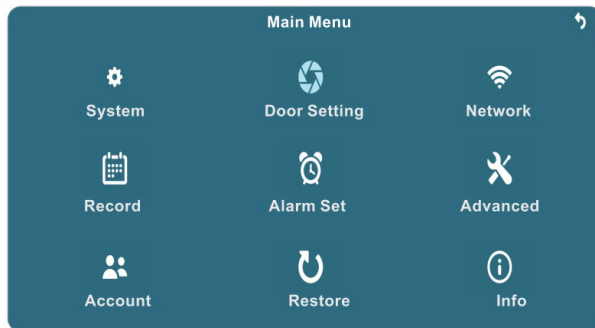 Main Menu
System
Door Setting
Network
Record
Alarm Set
Advanced
Account
Restore
Info